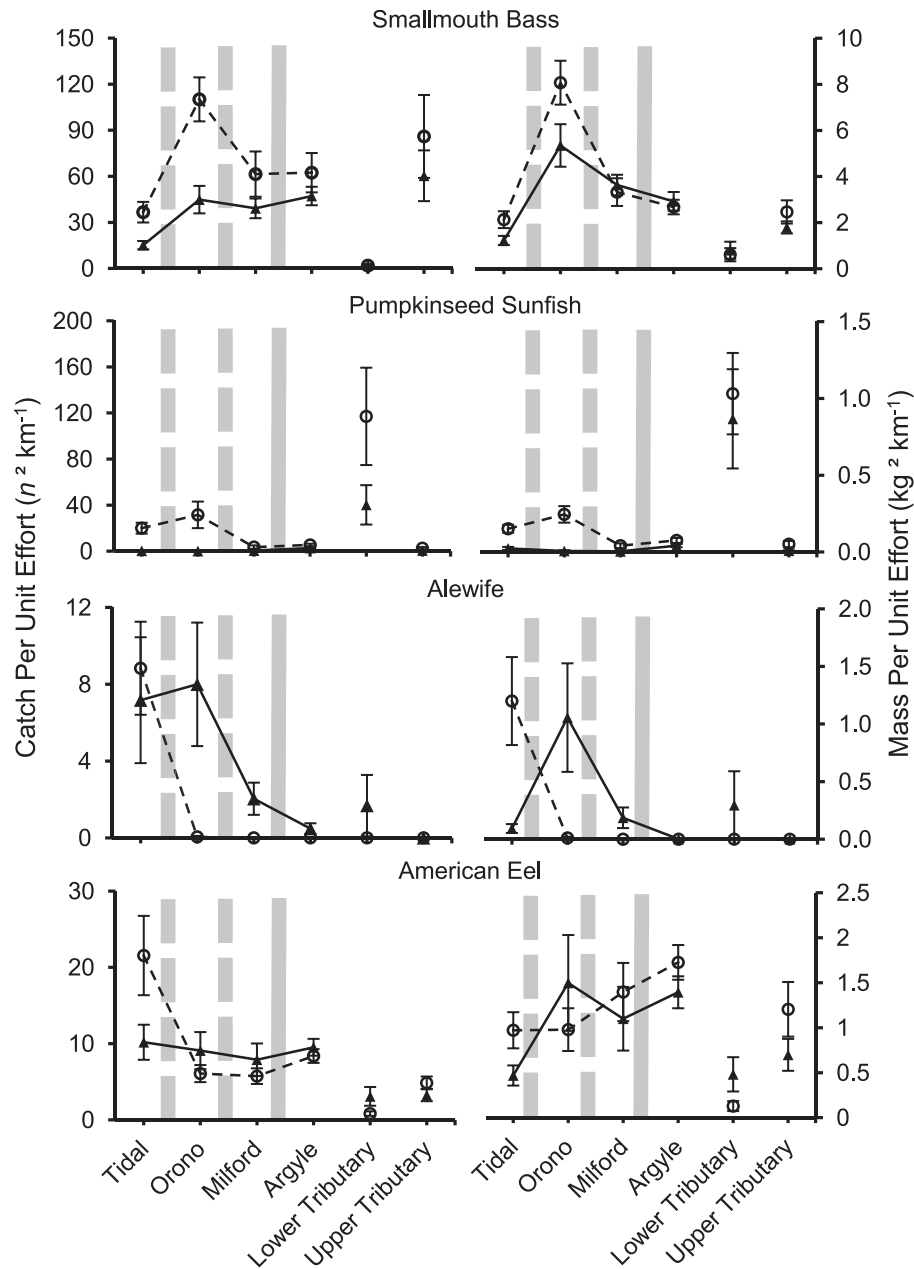 Smallmouth Bass
150
120
90
60
30
0
10
8
6
4
2
0
Pumpkinseed Sunfish
200
160
120
80
40
0
1.5
1.0
0.5
0.0
Catch Per Unit Effort (n ² km-1)
Mass Per Unit Effort (kg ² km-1)
Alewife
12
8
4
0
2.0
1.5
1.0
0.5
0.0
American Eel
30
20
10
0
2.5
2
1.5
1
0.5
0
Tidal
Orono
Milford
Argyle
Lower Tributary
Upper Tributary
Tidal
Orono
Milford
Argyle
Lower Tributary
Upper Tributary